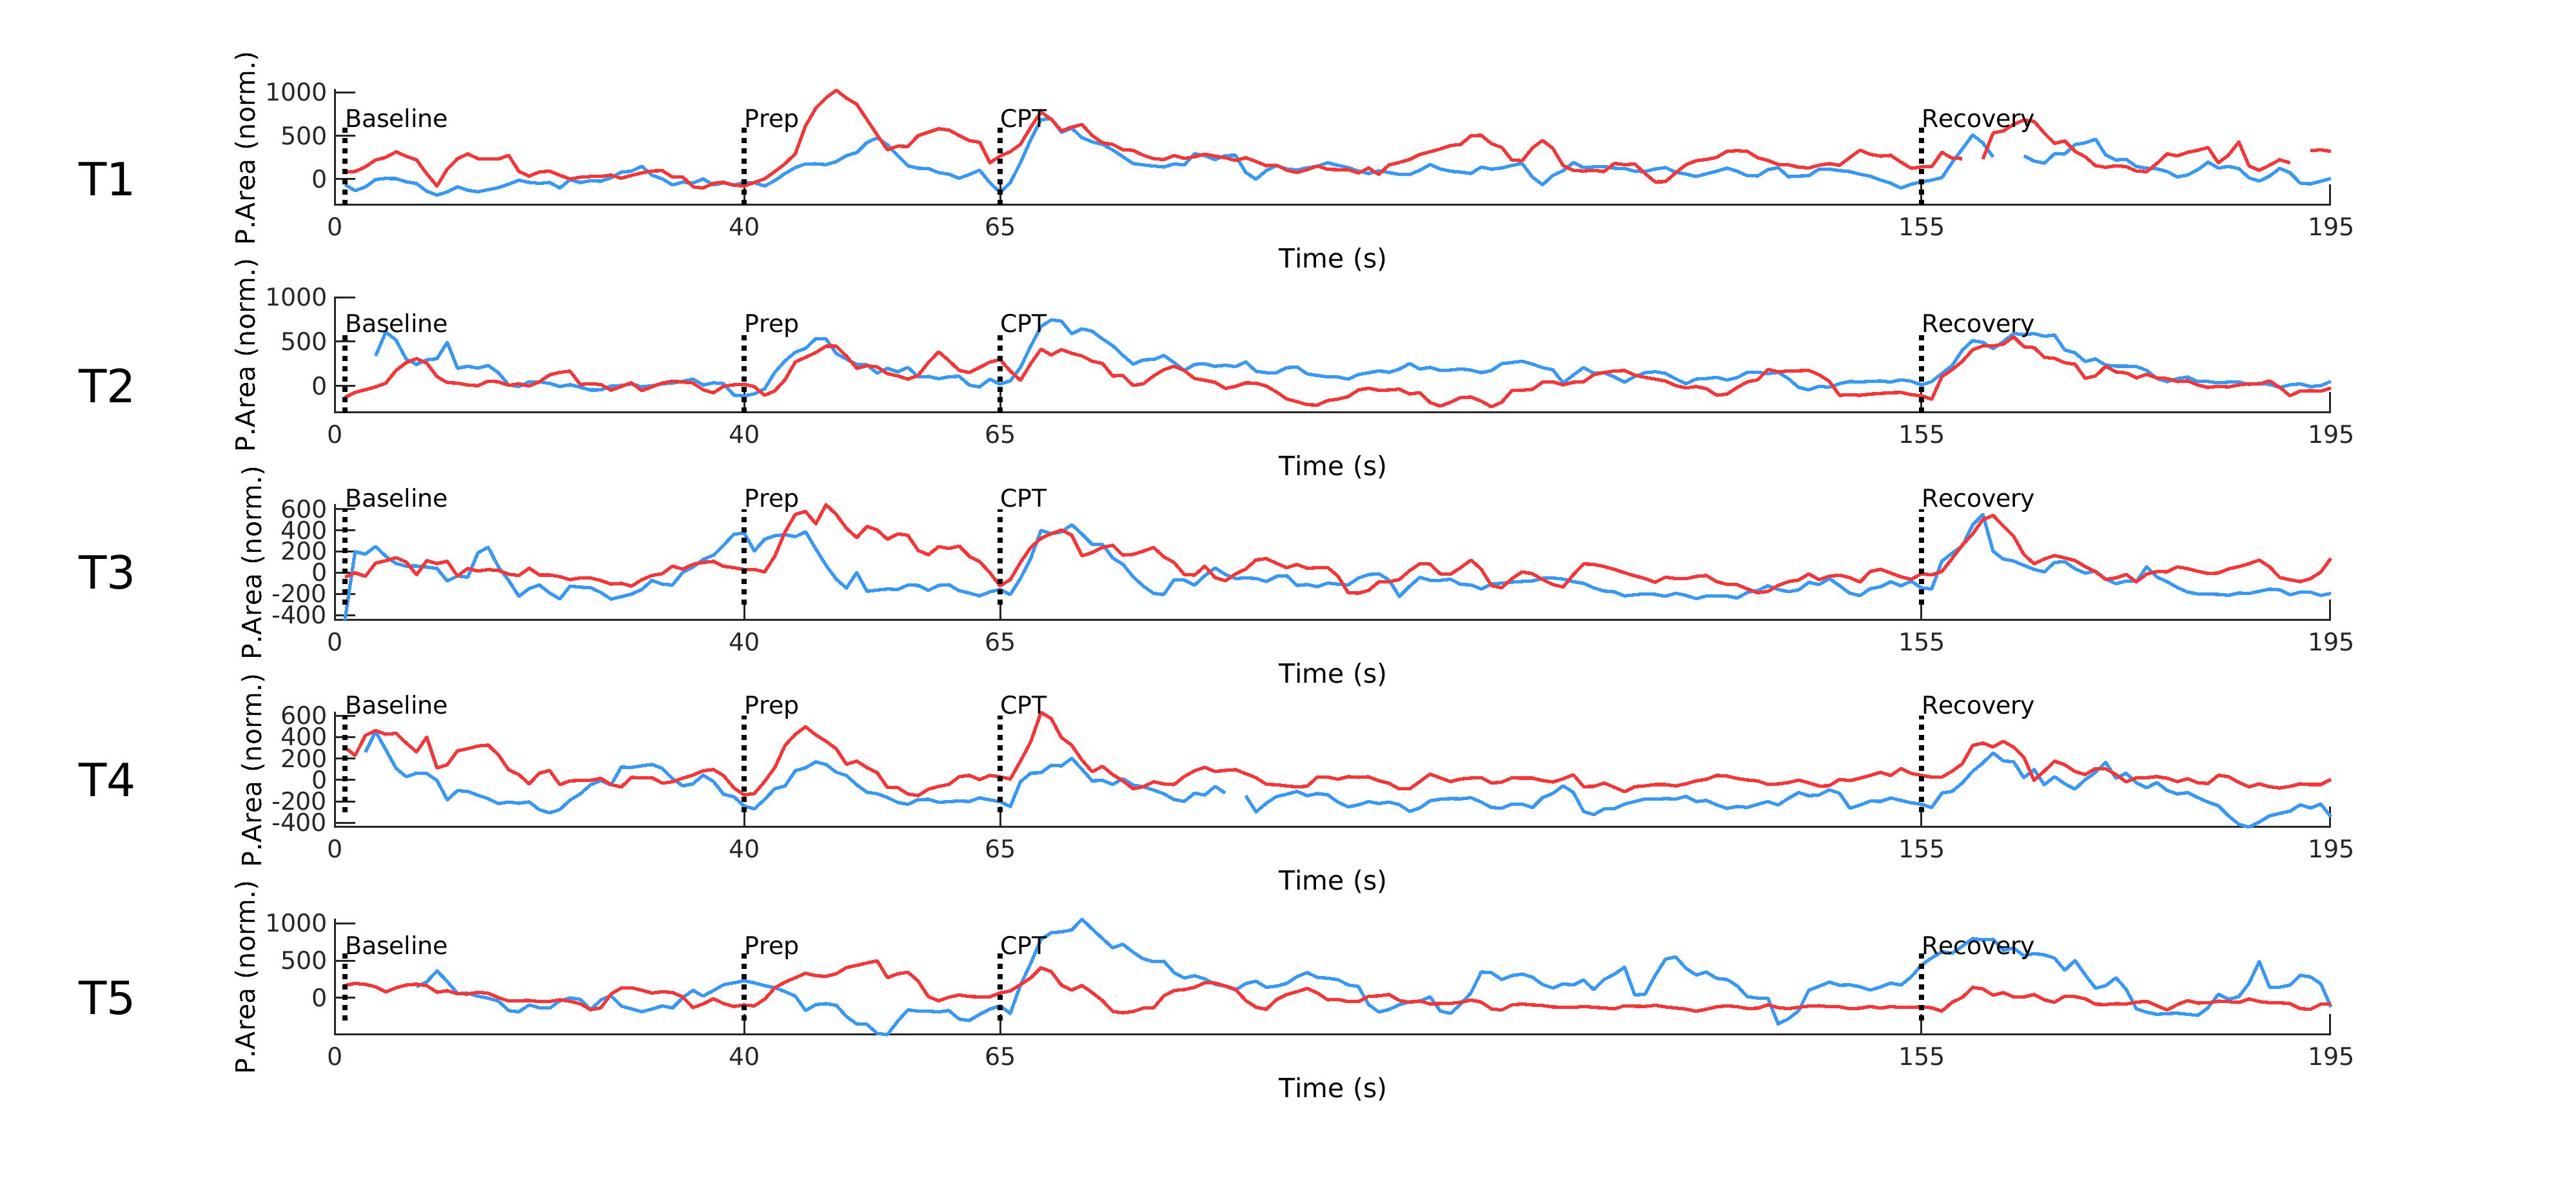 T1
P.Area (norm.)
1000
500
0
Baseline
Prep
CPT
Recovery
0 40 65 155 195
Time (s)
T2
P.Area (norm.)
1000
500
0
Baseline
Prep
CPT
Recovery
0 40 65 155 195
Time (s)
T3
P.Area (norm.)
600
400
200
0
-200
-400
Baseline
Prep
CPT
Recovery
0 40 65 155 195
Time (s)
T4
P.Area (norm.)
600
400
200
0
-200
-400
Baseline
Prep
CPT
Recovery
0 40 65 155 195
Time (s)
T5
P.Area (norm.)
1000
500
0
Baseline
Prep
CPT
Recovery
0 40 65 155 195
Time (s)